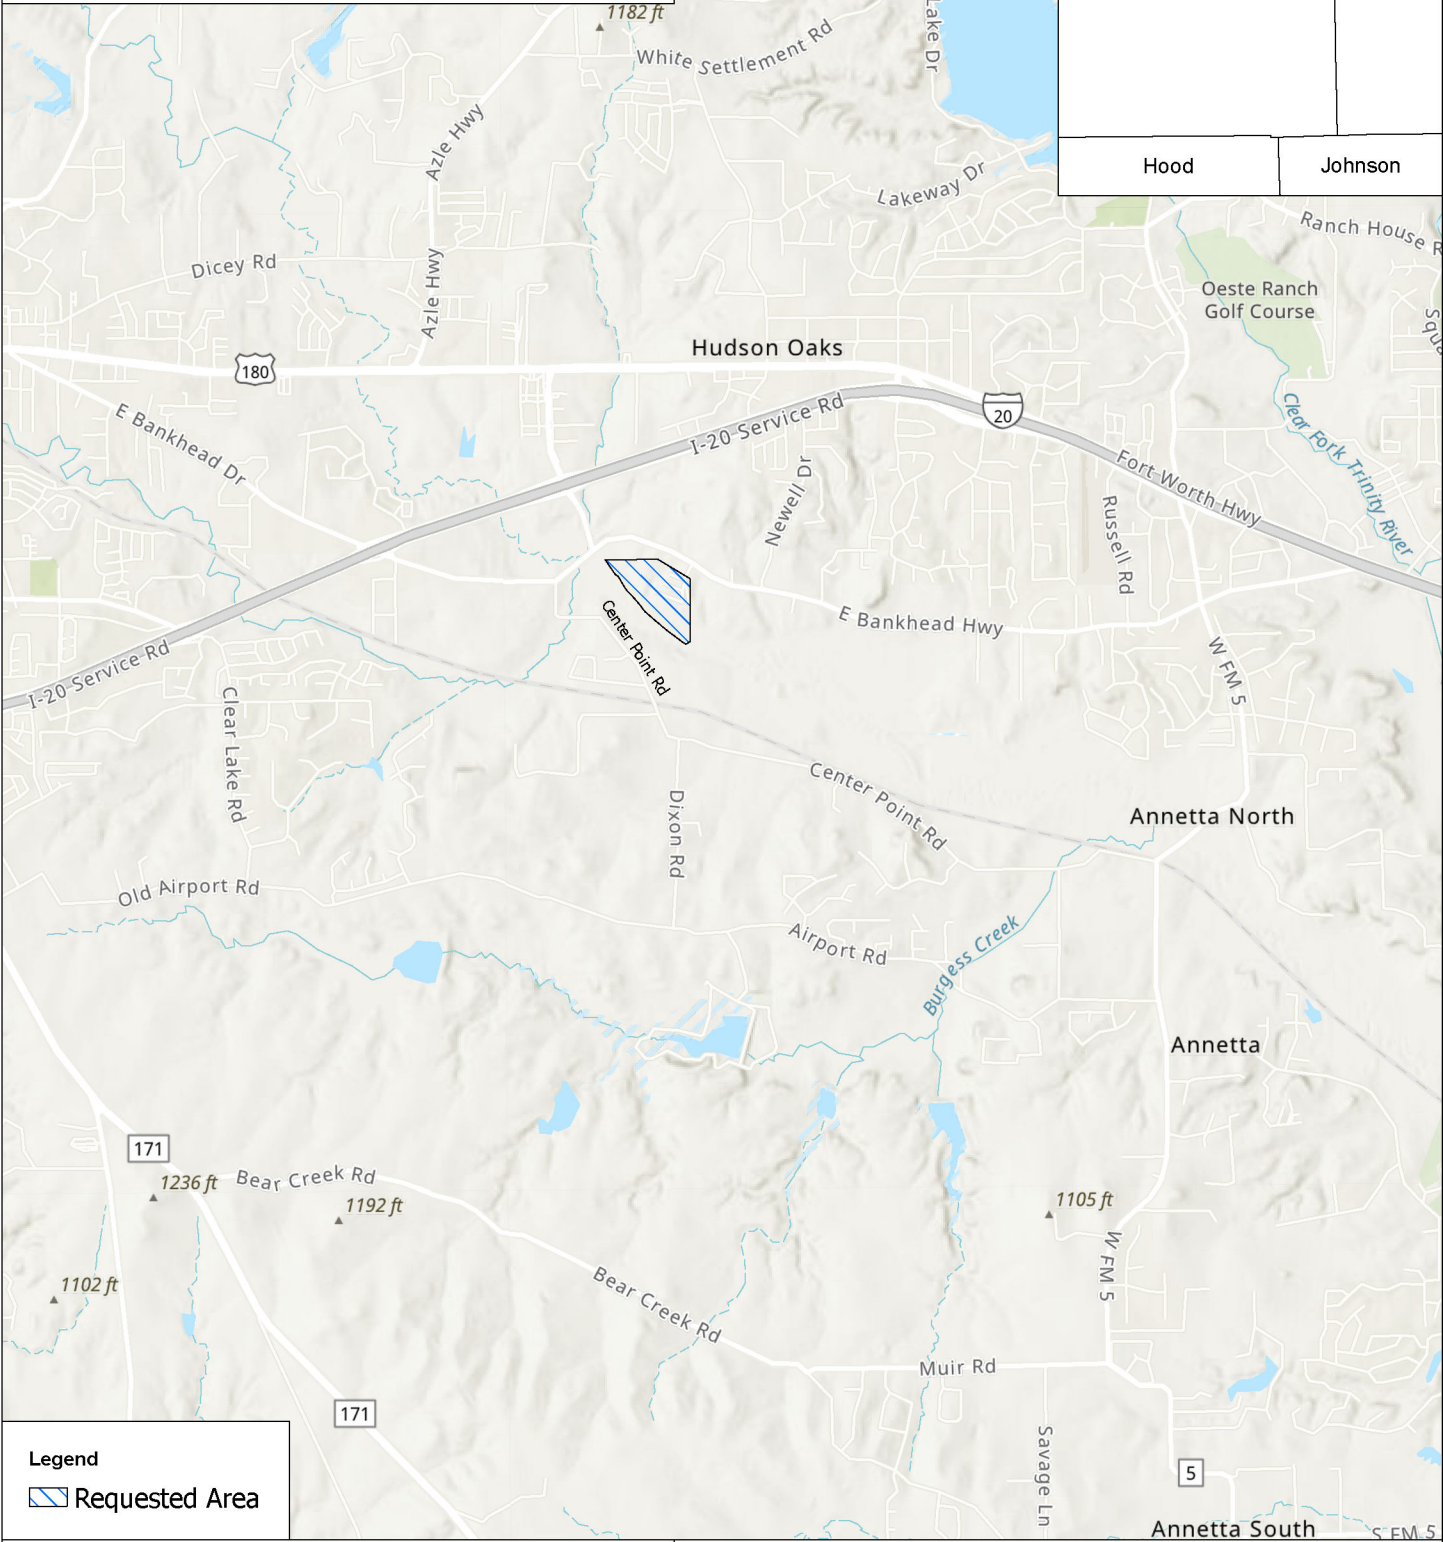 1182 ft
White Settlement Rd
Lake Dr
Azle Hwy
Lakeway Dr
Hood
Johnson
Ranch House R
Dicey Rd
Azle Hwy
Oeste Ranch
Golf Course
Squa
Hudson Oaks
180
I-20 Service Rd
20
E Bankhead Dr
Clear Fork Trinity River
Fort Worth Hwy
Newell Dr
Russell Rd
Center Point Rd
E Bankhead Hwy
W FM 5
I-20 Service Rd
Clear Lake Rd
Center Point Rd
Dixon Rd
Annetta North
Old Airport Rd
Airport Rd
Burgess Creek
Annetta
171
1236 ft
Bear Creek Rd
1192 ft
1105 ft
W FM 5
1102 ft
Bear Creek Rd
Muir Rd
171
Savage Ln
5
Legend
Requested Area
Annetta South
S FM 5